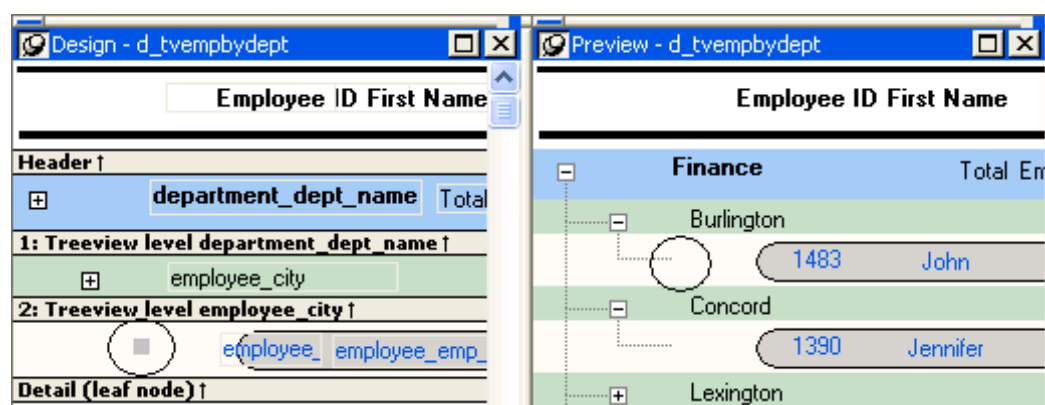 Design - d_tvempbydept
Employee ID First Name
Header ↑
department_dept_name Total
1: Treeview level department_dept_name ↑
employee_city
2: Treeview level employee_city ↑
employee_ employee_emp_
Detail (leaf node) ↑
Preview - d_tvempbydept
Employee ID First Name
Finance Total Em
Burlington
1483 John
Concord
1390 Jennifer
Lexington